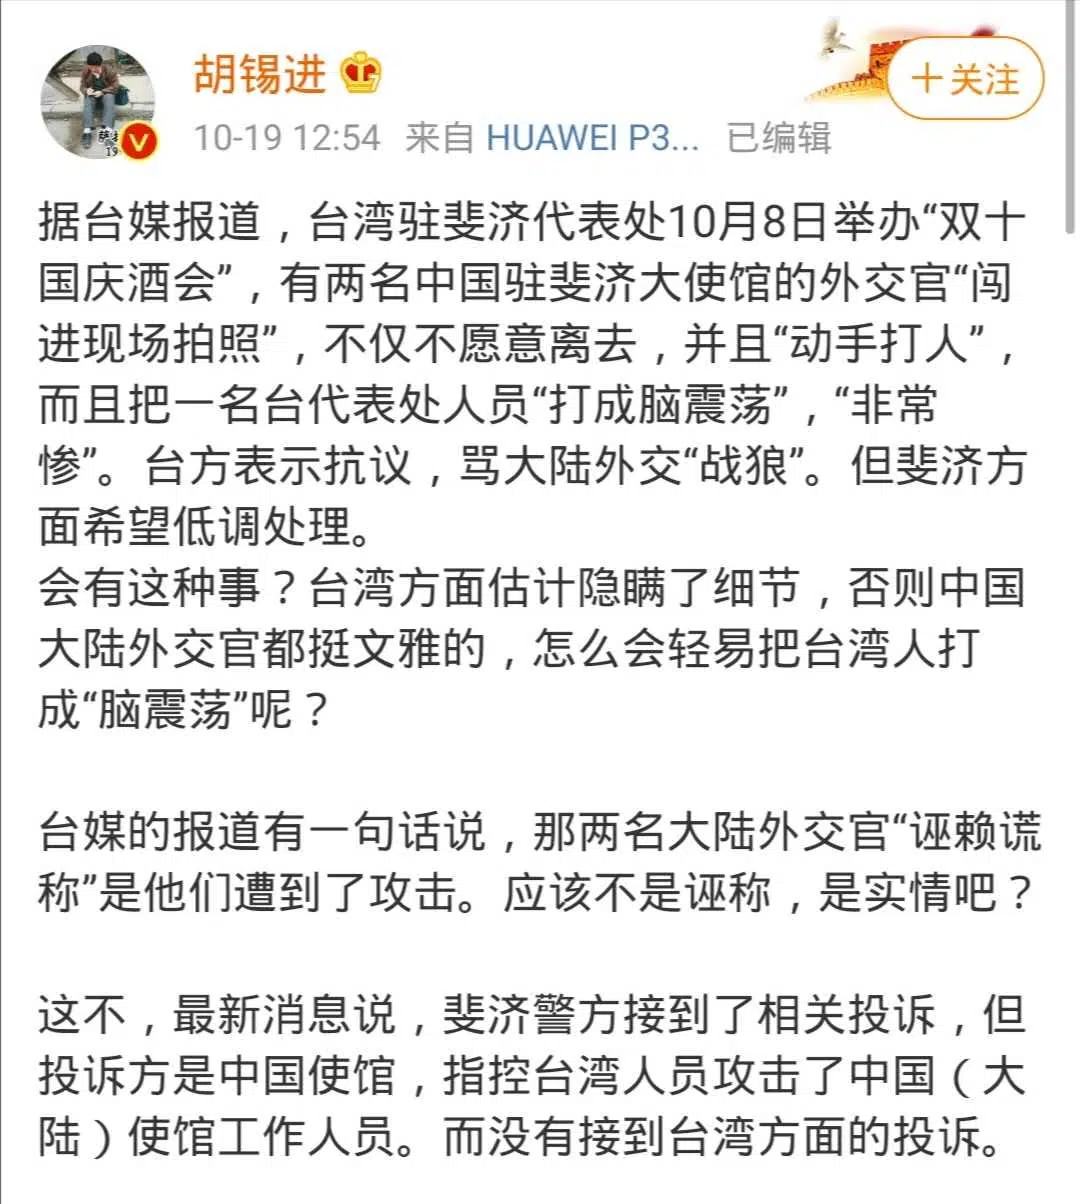 胡锡进
+关注
10-19 12:54 来自 HUAWEI P3... 已编辑
据台媒报道，台湾驻斐济代表处10月8日举办“双十
国庆酒会”，有两名中国驻斐济大使馆的外交官“闯
进现场拍照”，不仅不愿意离去，并且“动手打人”，
而且把一名台代表处人员“打成脑震荡”，“非常
惨”。台方表示抗议，骂大陆外交“战狼”。但斐济方
面希望低调处理。
会有这种事？台湾方面估计隐瞒了细节，否则中国
大陆外交官都挺文雅的，怎么会轻易把台湾人打
成“脑震荡”呢？
台媒的报道有一句话说，那两名大陆外交官“诬赖谎
称”是他们遭到了攻击。应该不是诬称，是实情吧？
这不，最新消息说，斐济警方接到了相关投诉，但
投诉方是中国使馆，指控台湾人员攻击了中国（大
陆）使馆工作人员。而没有接到台湾方面的投诉。